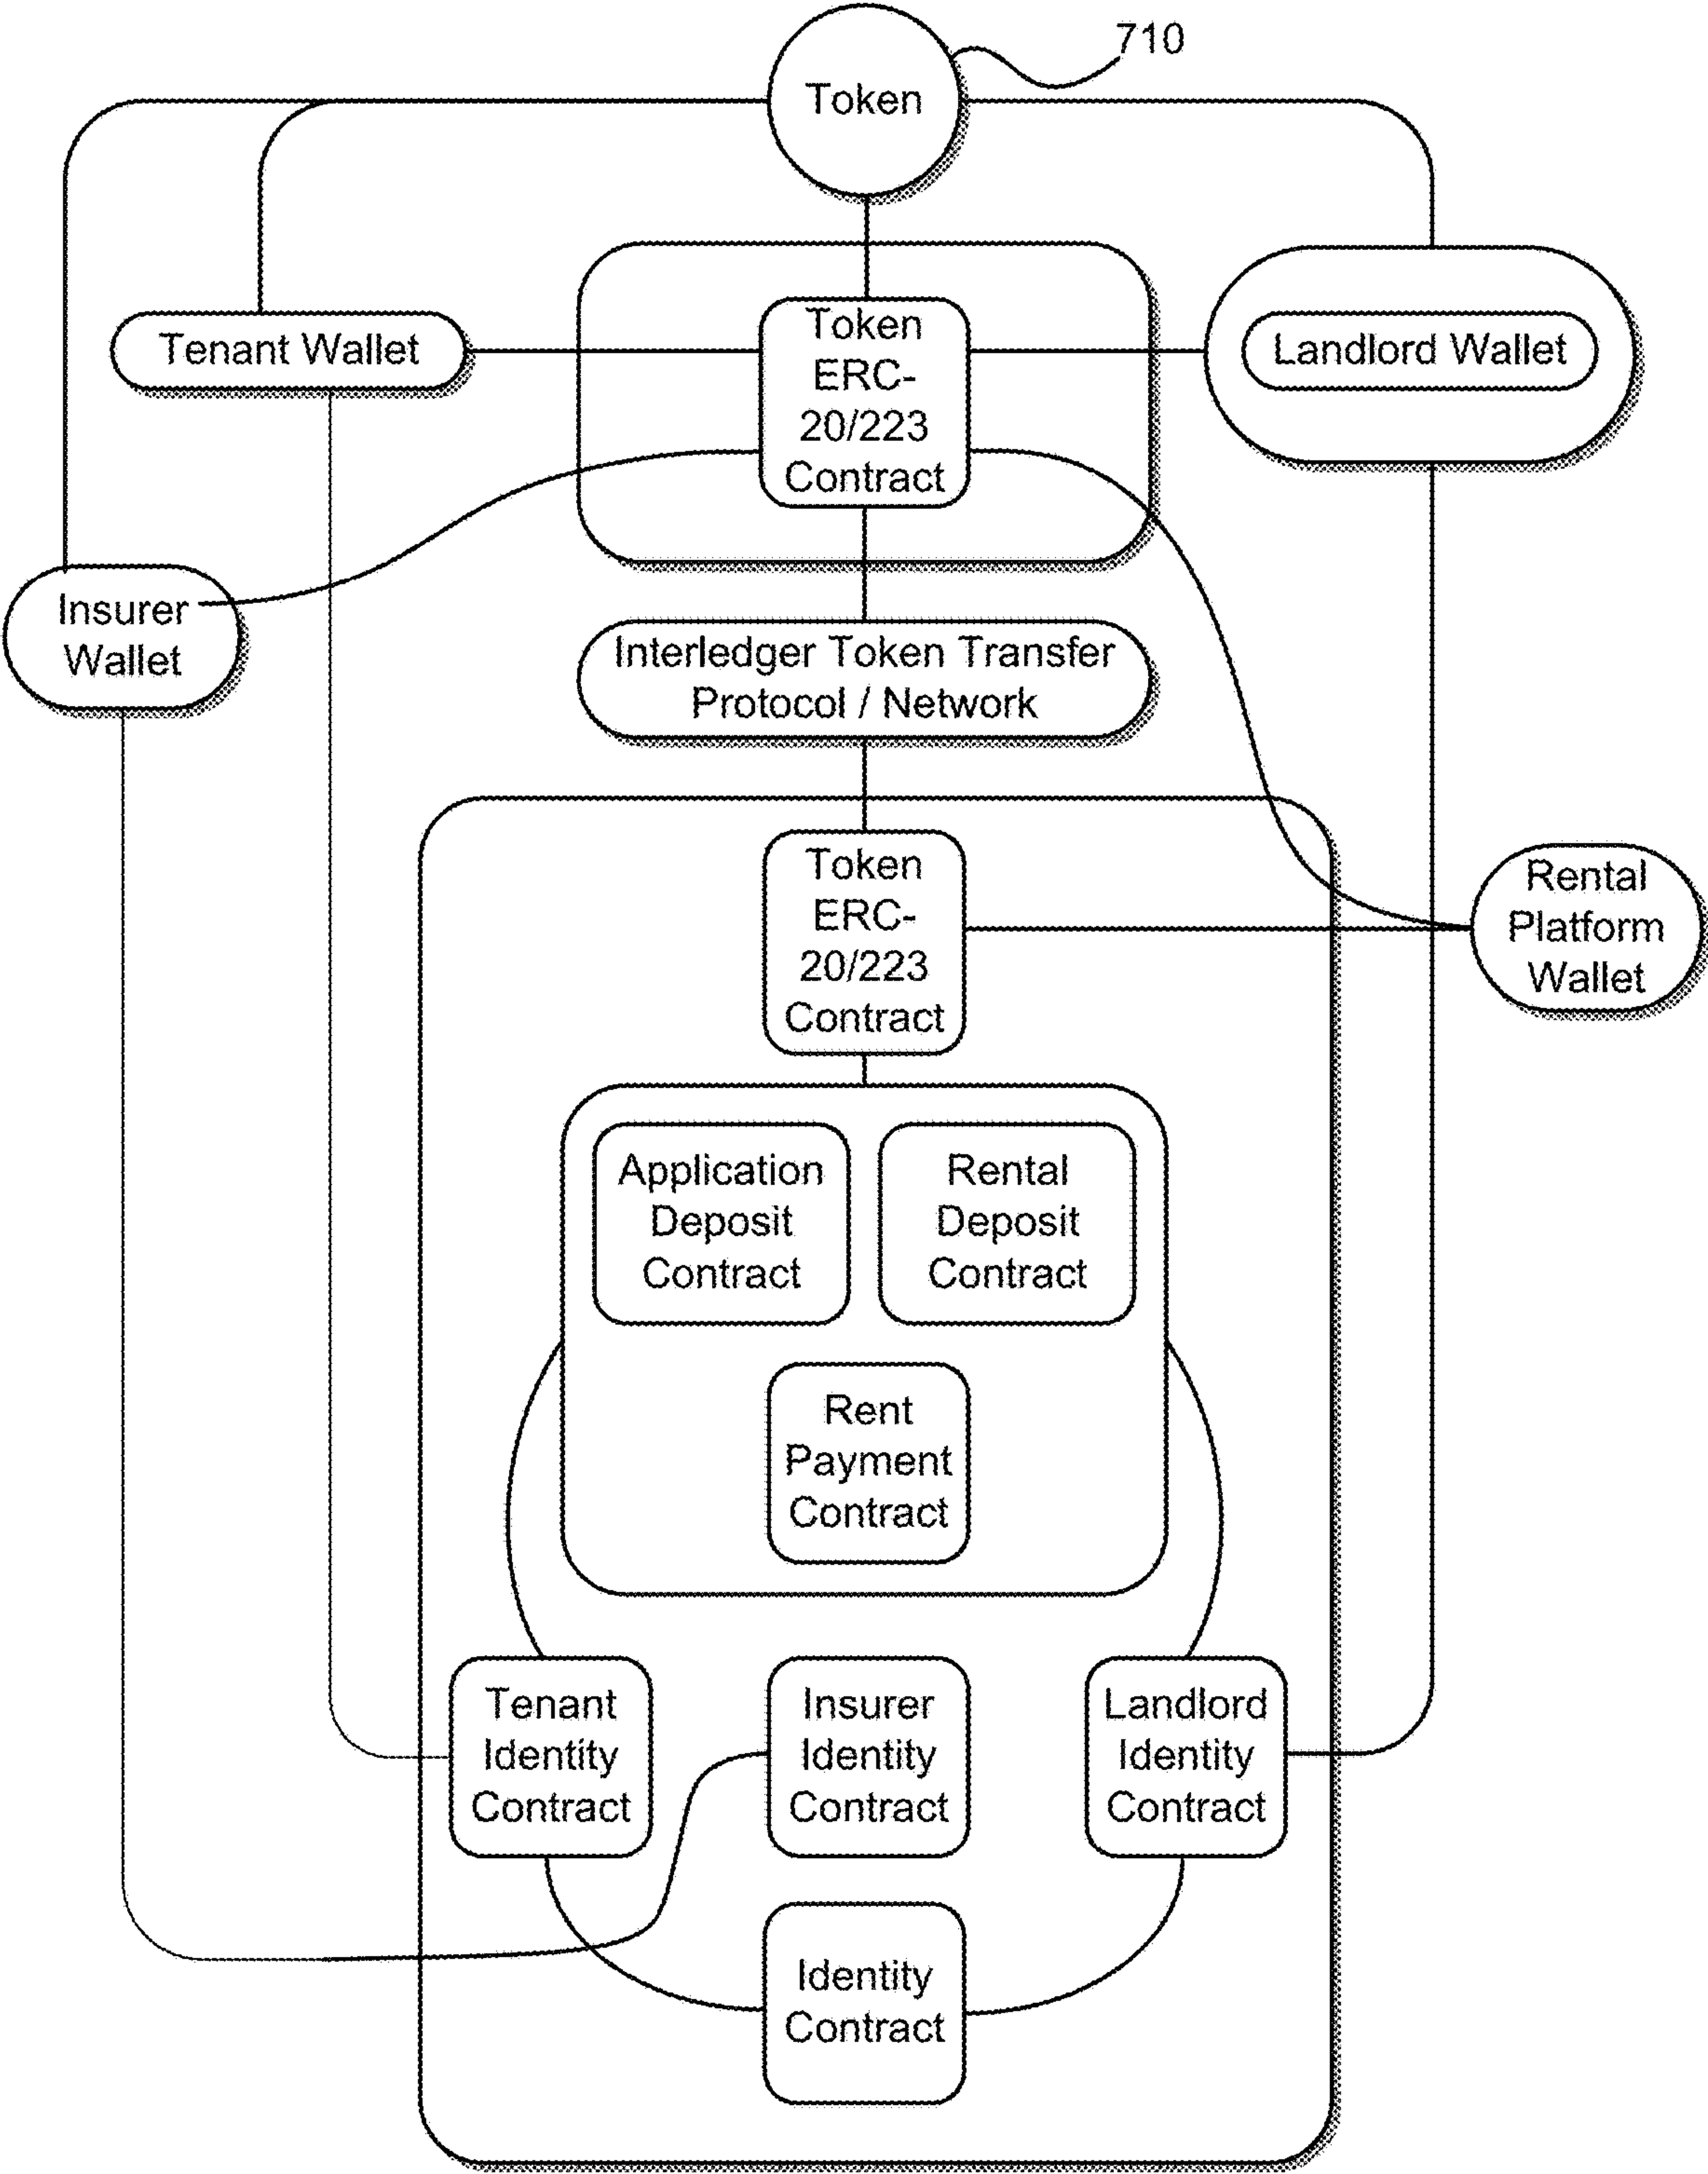 710
Token
Tenant Wallet
Token
ERC-
20/223
Contract
Landlord Wallet
Insurer
Wallet
Interledger Token Transfer
Protocol / Network
Token
ERC-
20/223
Contract
Rental
Platform
Wallet
Application
Deposit
Contract
Rental
Deposit
Contract
Rent
Payment
Contract
Tenant
Identity
Contract
Insurer
Identity
Contract
Landlord
Identity
Contract
Identity
Contract